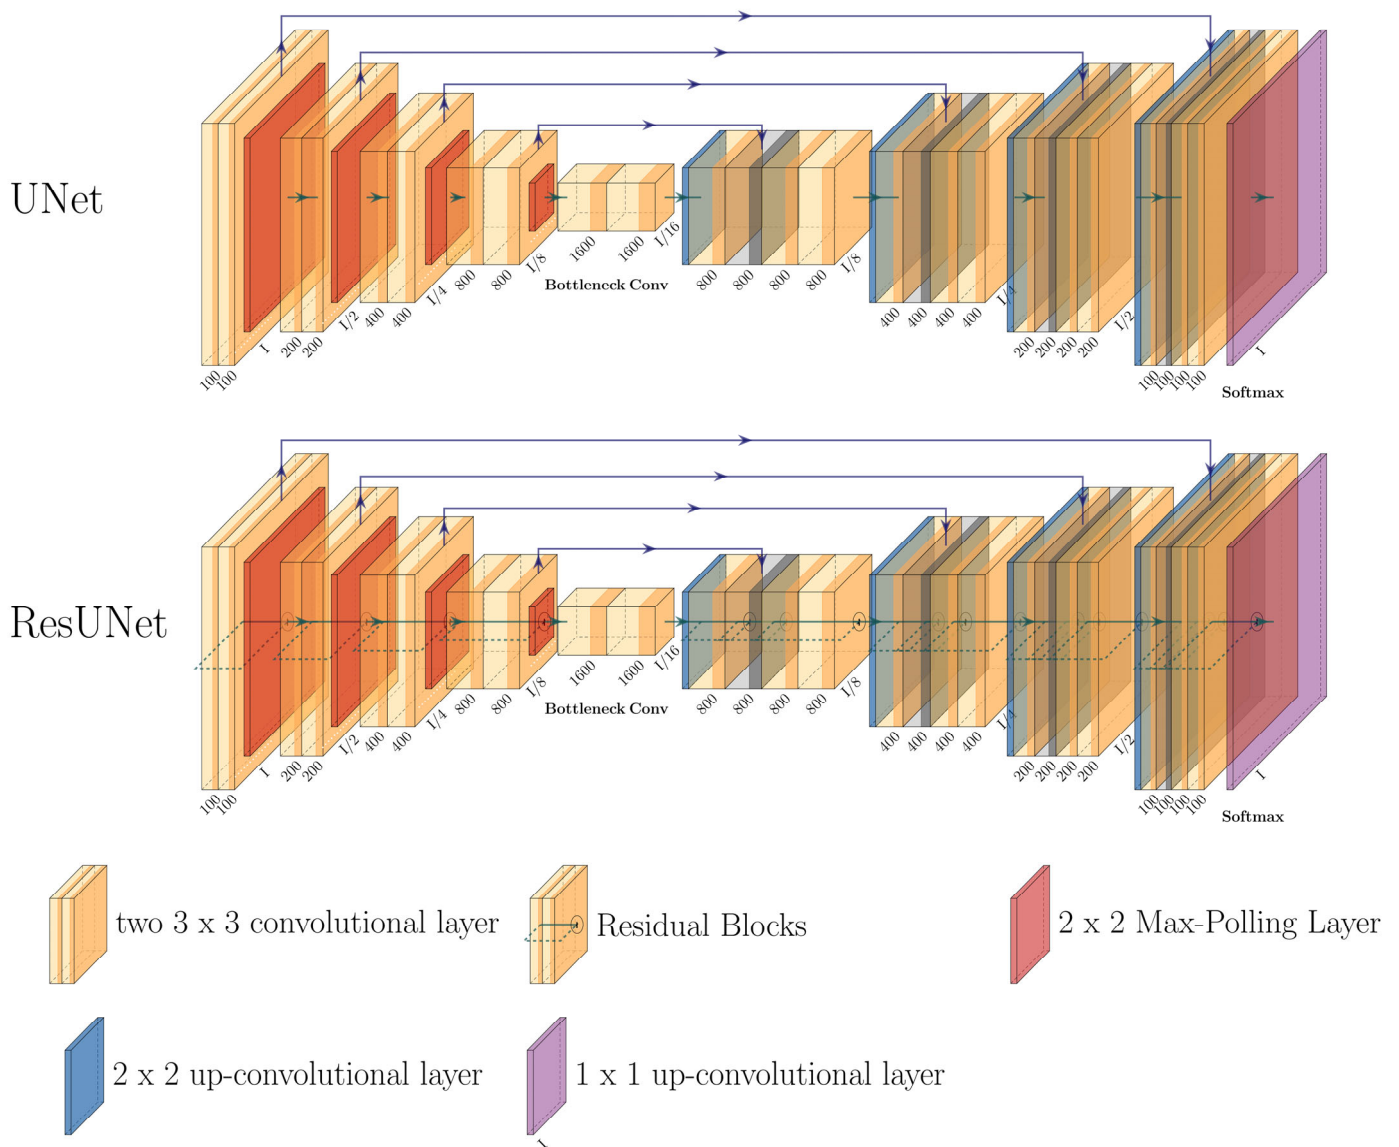 UNet
100 100 I
200 200 I/2
400 400 I/4
800 800 I/8
1600 1600 I/16
Bottleneck Conv
800 800 800 800 I/8
400 400 400 400 I/4
200 200 200 200 I/2
100 100 100 100
I
Softmax
ResUNet
100 100 I
200 200 I/2
400 400 I/4
800 800 I/8
1600 1600 I/16
Bottleneck Conv
800 800 800 800 I/8
400 400 400 400 I/4
200 200 200 200 I/2
100 100 100 100
I
Softmax
two 3 x 3 convolutional layer
Residual Blocks
2 x 2 Max-Polling Layer
2 x 2 up-convolutional layer
1 x 1 up-convolutional layer
I